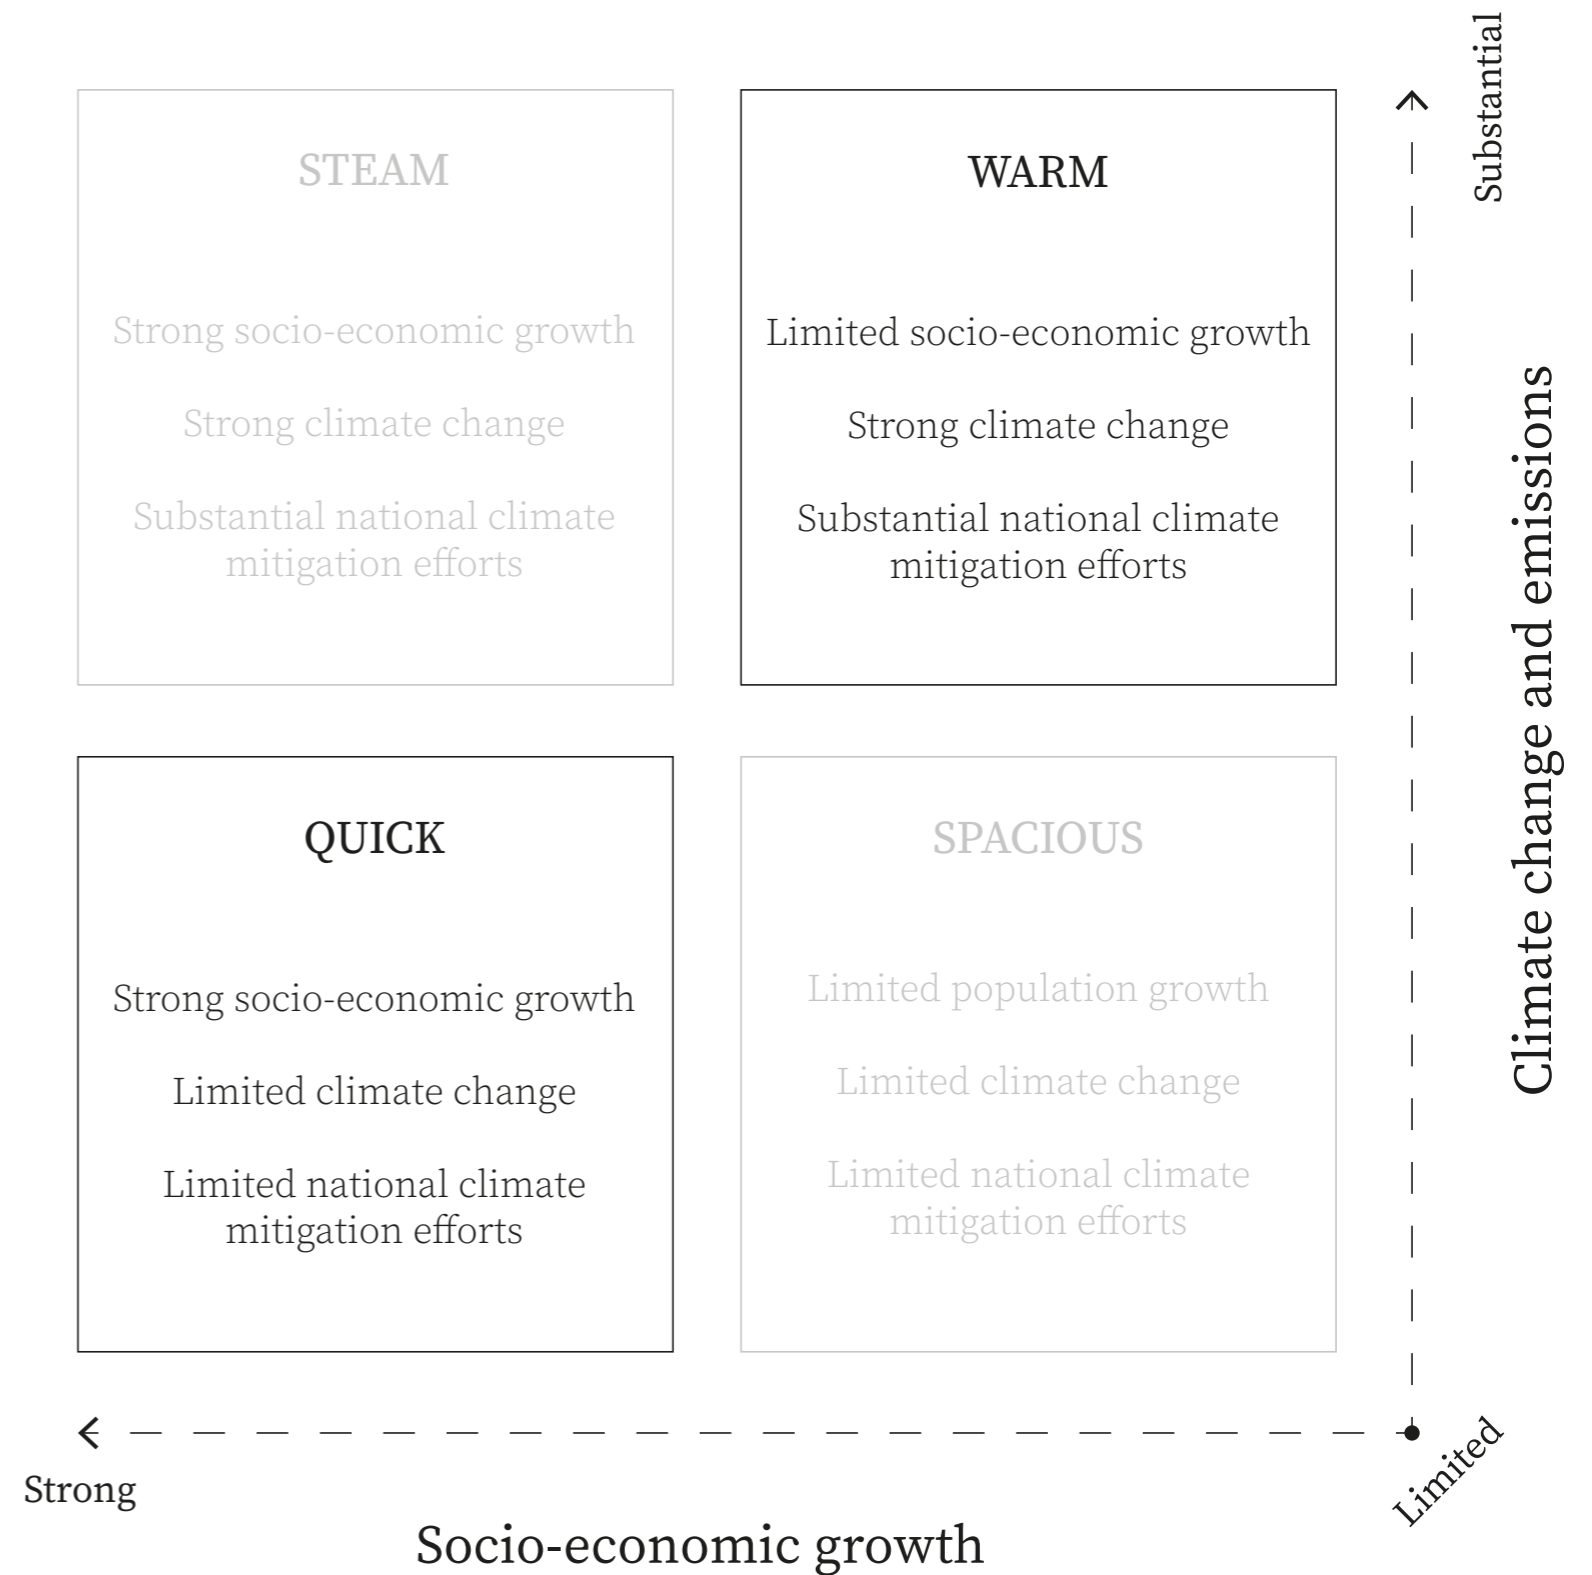 Substantial
STEAM
Strong socio-economic growth
Strong climate change
Substantial national climate
mitigation efforts
WARM
Limited socio-economic growth
Strong climate change
Substantial national climate
mitigation efforts
Climate change and emissions
QUICK
Strong socio-economic growth
Limited climate change
Limited national climate
mitigation efforts
SPACIOUS
Limited population growth
Limited climate change
Limited national climate
mitigation efforts
Strong
Limited
Socio-economic growth